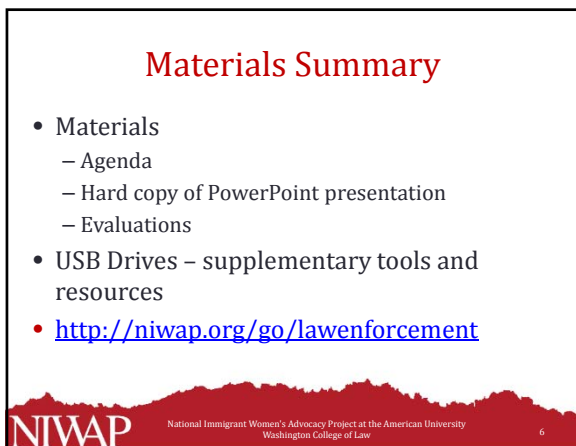 Materials Summary
• Materials
– Agenda
– Hard copy of PowerPoint presentation
– Evaluations
• USB Drives – supplementary tools and
resources
• http://niwap.org/go/lawenforcement
NIWAP
National Immigrant Women's Advocacy Project at the American University
Washington College of Law
6